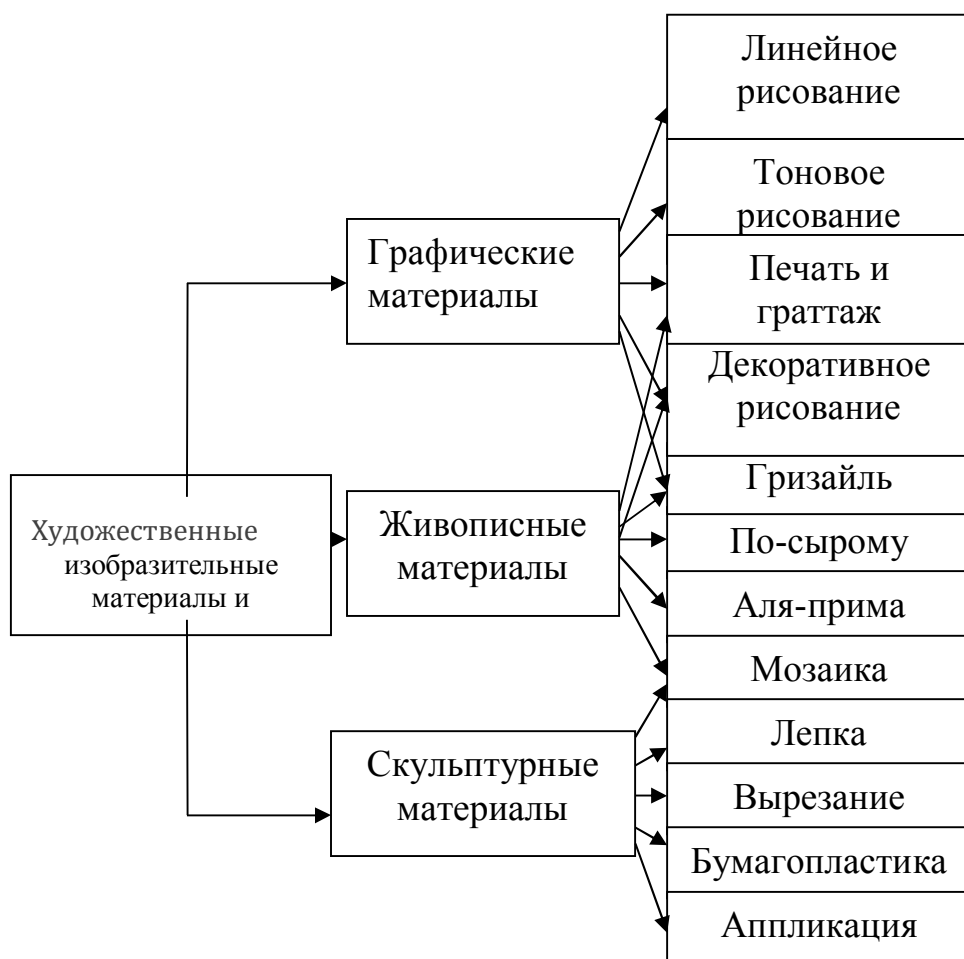 Художественные
изобразительные
материалы и
Графические
материалы
Живописные
материалы
Скульптурные
материалы
Линейное
рисование
Тоновое
рисование
Печать и
граттаж
Декоративное
рисование
Гризайль
По-сырому
Аля-прима
Мозаика
Лепка
Вырезание
Бумагопластика
Аппликация